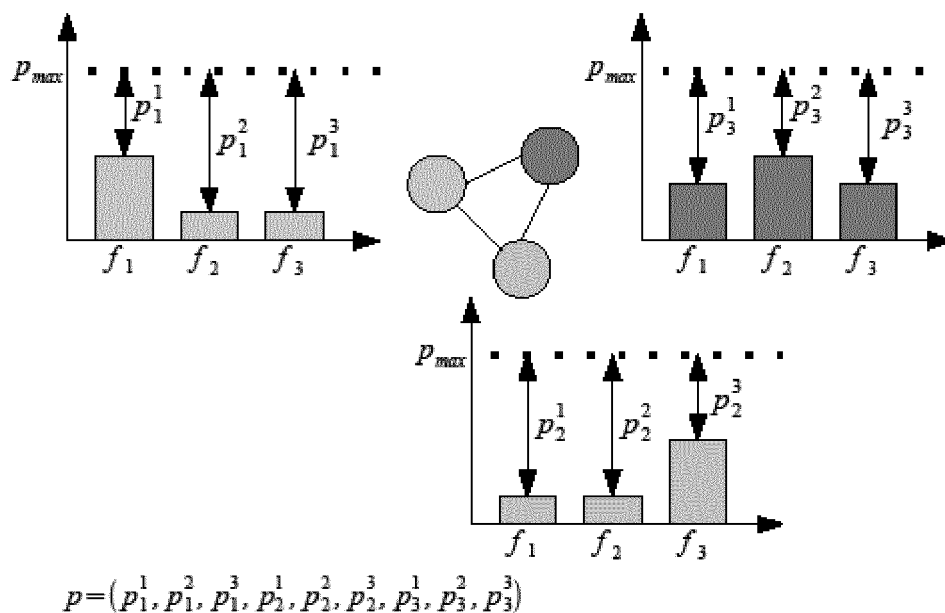 p_max p_1^1 p_1^2 p_1^3
f_1 f_2 f_3
p_max p_3^1 p_3^2 p_3^3
f_1 f_2 f_3
p_max p_2^1 p_2^2 p_2^3
f_1 f_2 f_3
p=(p_1^1, p_1^2, p_1^3, p_2^1, p_2^2, p_2^3, p_3^1, p_3^2, p_3^3)